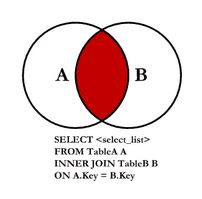 A B
SELECT <select_list>
FROM TableA A
INNER JOIN TableB B
ON A.Key = B.Key